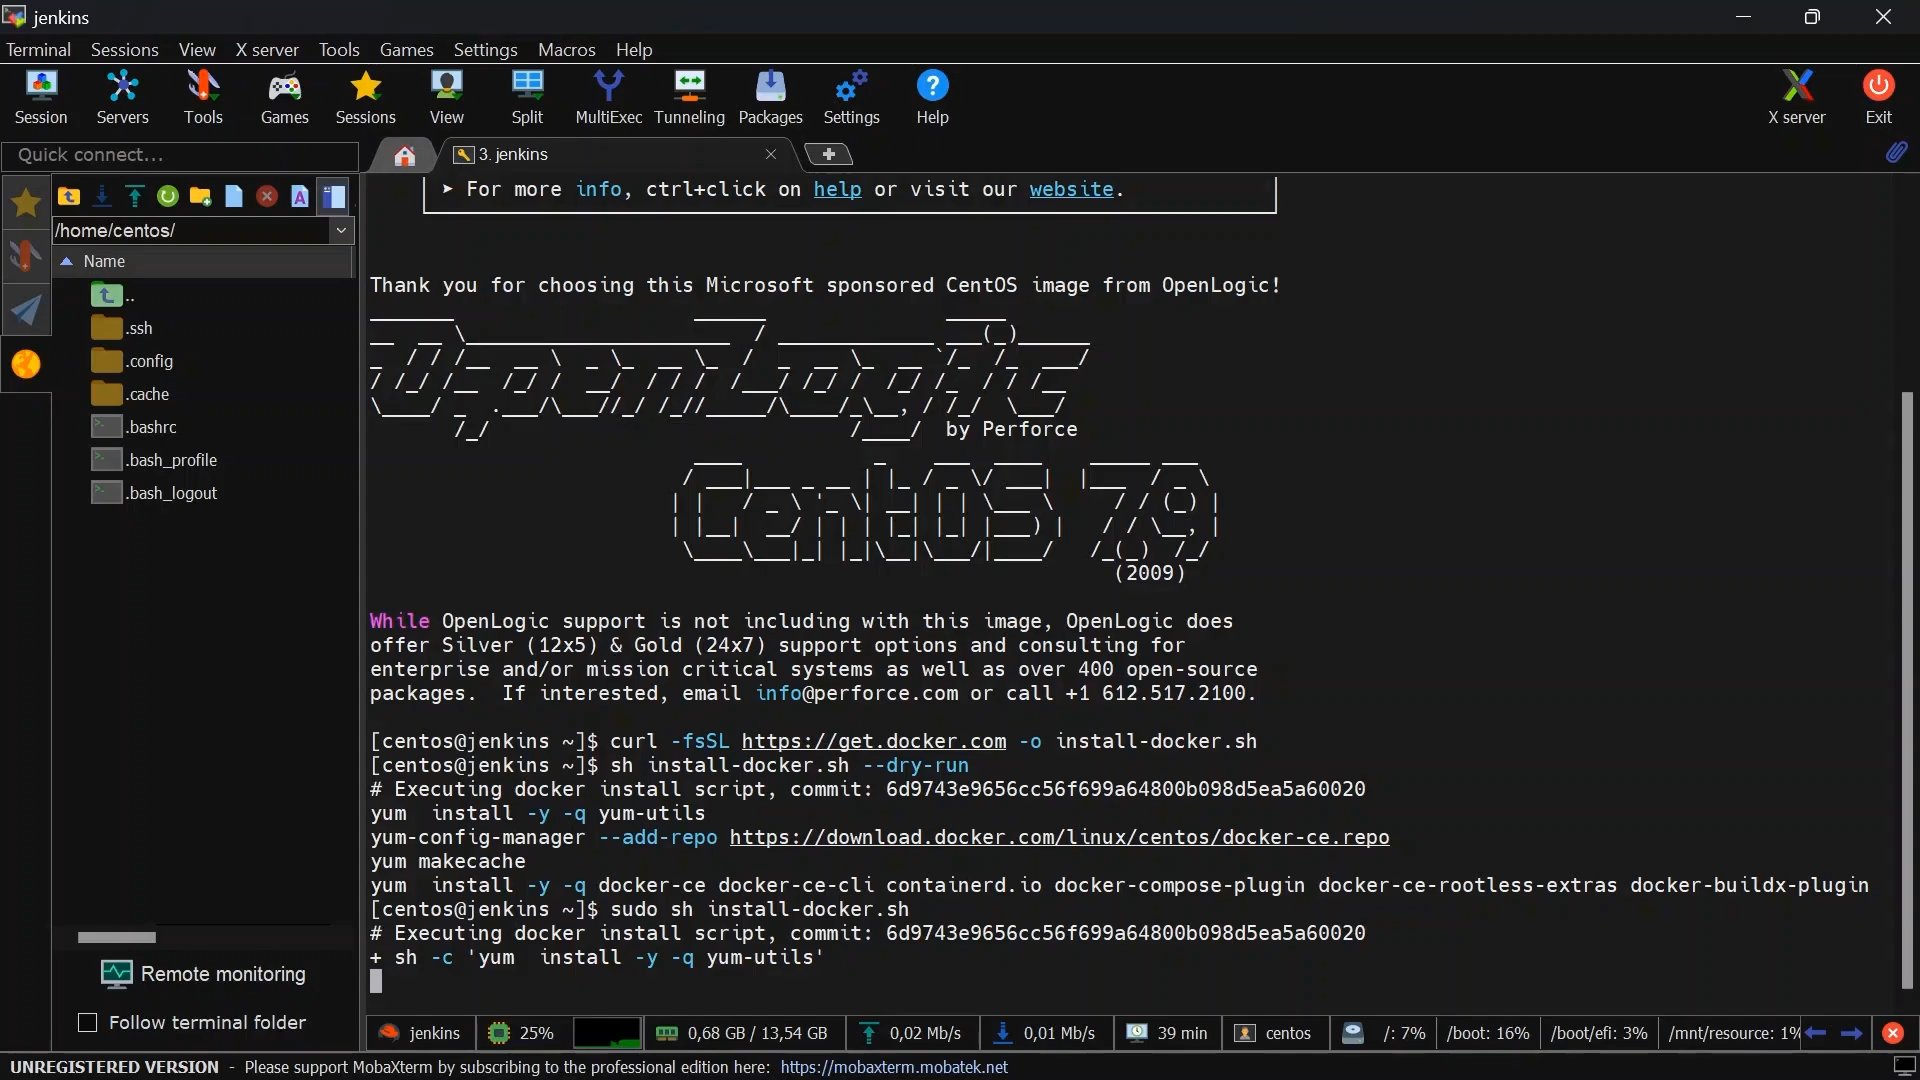 jenkins
Terminal Sessions View X server Tools Games Settings Macros Help
Session Servers Tools Games Sessions View Split MultiExec Tunneling Packages Settings Help X server Exit
Quick connect...
3. jenkins
/home/centos/
Name
..
.ssh
.config
.cache
.bashrc
.bash_profile
.bash_logout
Remote monitoring
Follow terminal folder
➤ For more info, ctrl+click on help or visit our website.
Thank you for choosing this Microsoft sponsored CentOS image from OpenLogic!
OpenLogic
by Perforce
CentOS 7.9
(2009)
While OpenLogic support is not including with this image, OpenLogic does
offer Silver (12x5) & Gold (24x7) support options and consulting for
enterprise and/or mission critical systems as well as over 400 open-source
packages.  If interested, email info@perforce.com or call +1 612.517.2100.
[centos@jenkins ~]$ curl -fsSL https://get.docker.com -o install-docker.sh
[centos@jenkins ~]$ sh install-docker.sh --dry-run
# Executing docker install script, commit: 6d9743e9656cc56f699a64800b098d5ea5a60020
yum  install -y -q yum-utils
yum-config-manager --add-repo https://download.docker.com/linux/centos/docker-ce.repo
yum makecache
yum  install -y -q docker-ce docker-ce-cli containerd.io docker-compose-plugin docker-ce-rootless-extras docker-buildx-plugin
[centos@jenkins ~]$ sudo sh install-docker.sh
# Executing docker install script, commit: 6d9743e9656cc56f699a64800b098d5ea5a60020
+ sh -c 'yum  install -y -q yum-utils'
jenkins 25% 0,68 GB / 13,54 GB 0,02 Mb/s 0,01 Mb/s 39 min centos /: 7% /boot: 16% /boot/efi: 3% /mnt/resource: 1%
UNREGISTERED VERSION - Please support MobaXterm by subscribing to the professional edition here: https://mobaxterm.mobatek.net